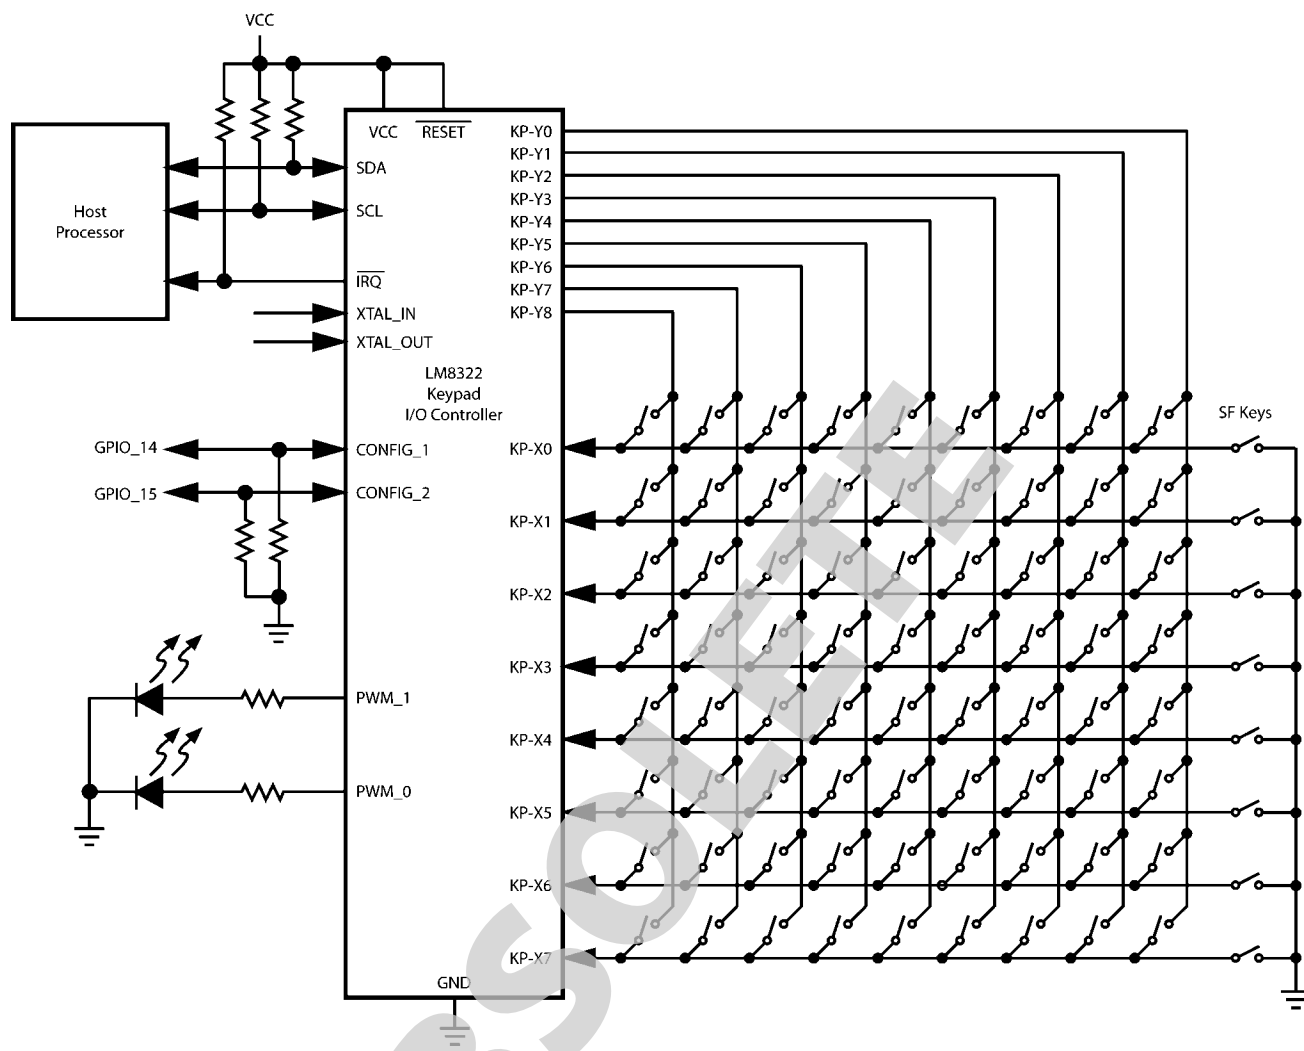 VCC
VCC
RESET
KP-Y0
KP-Y1
SDA
KP-Y2
KP-Y3
Host
Processor
SCL
KP-Y4
KP-Y5
KP-Y6
IRQ
KP-Y7
XTAL_IN
KP-Y8
XTAL_OUT
LM8322
Keypad
I/O Controller
SF Keys
GPIO_14
CONFIG_1
KP-X0
GPIO_15
CONFIG_2
KP-X1
KP-X2
KP-X3
PWM_1
KP-X4
PWM_0
KP-X5
KP-X6
KP-X7
GND
OBSOLETE